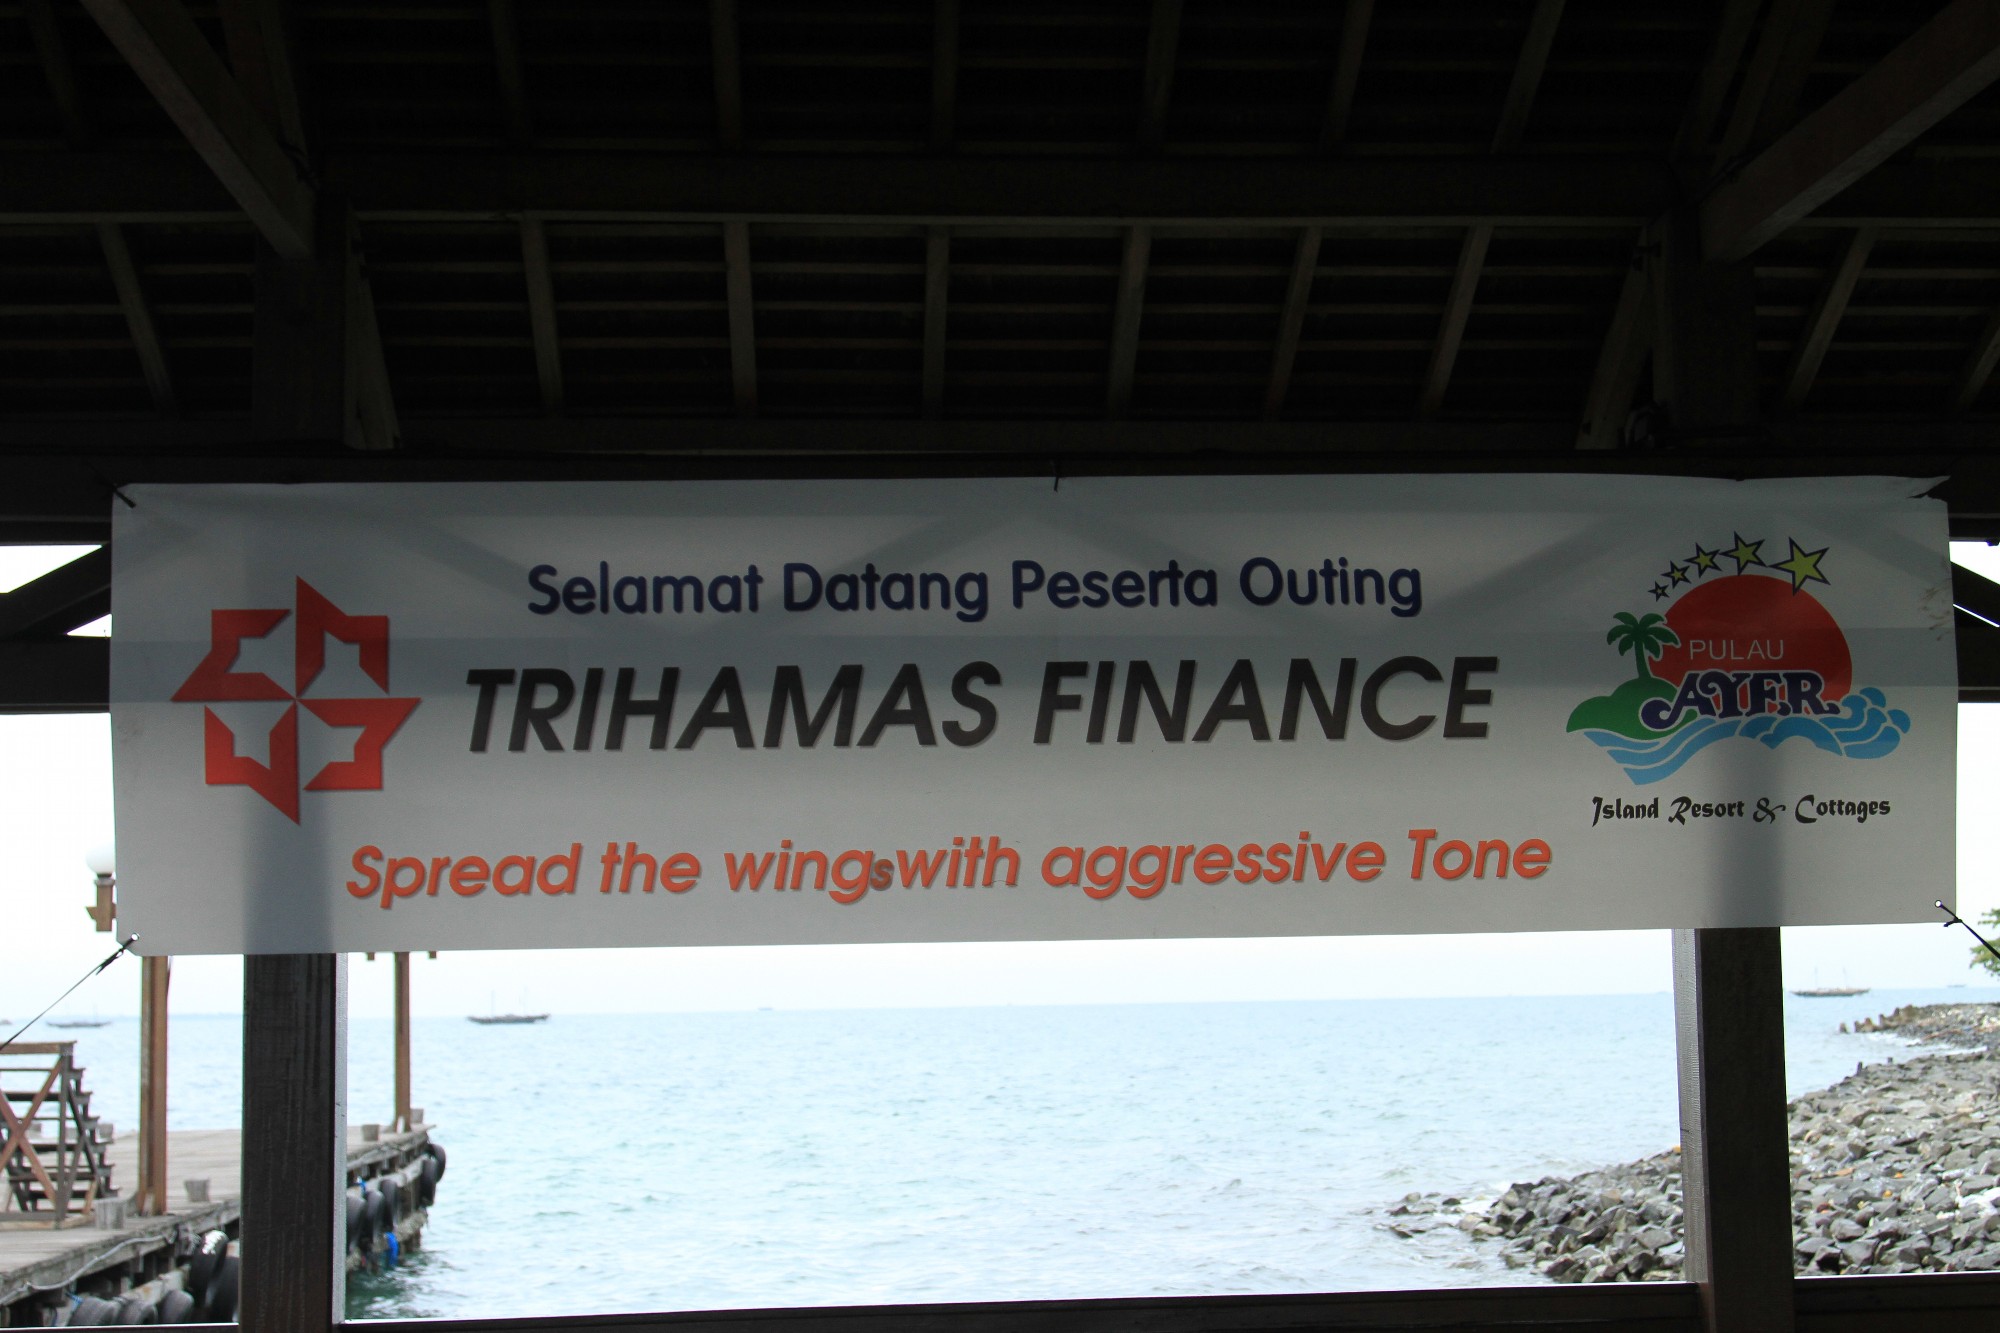 Selamat Datang Peserta Outing
TRIHAMAS FINANCE
Spread the wings with aggressive Tone
PULAU
AYER
Island Resort & Cottages